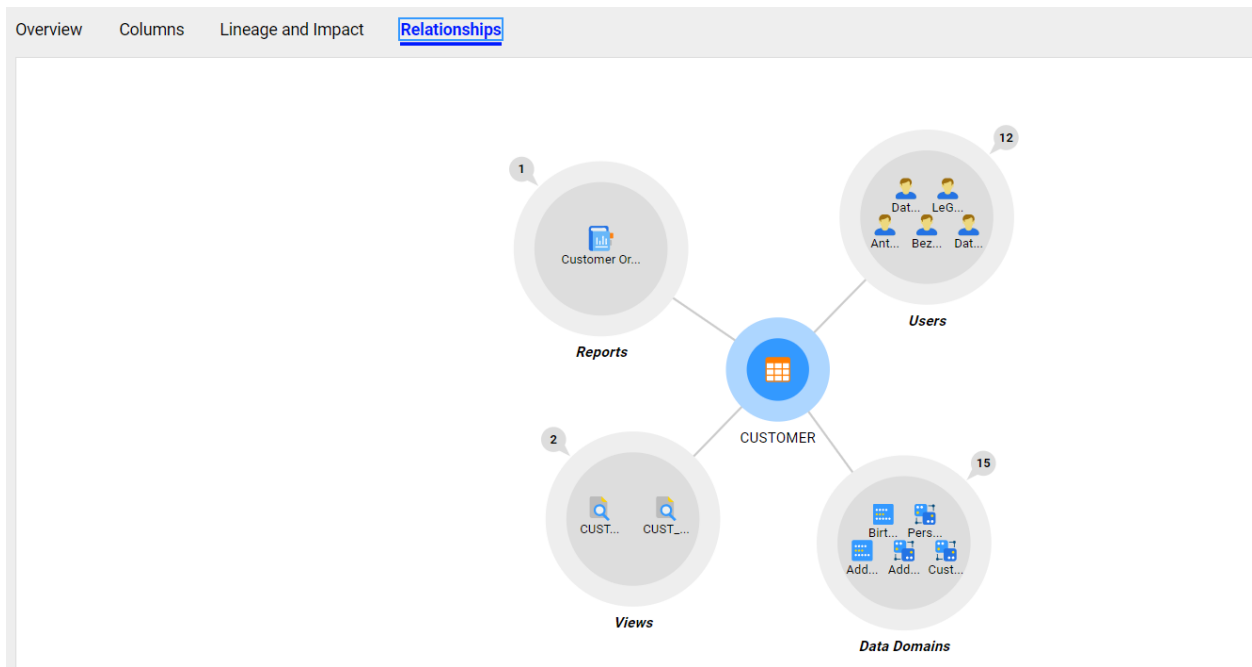 Overview Columns Lineage and Impact Relationships
12
1
Dat... LeG...
Ant... Bez... Dat...
Customer Or...
Users
Reports
CUSTOMER
2
15
CUST... CUST_...
Birt... Pers...
Add... Add... Cust...
Views
Data Domains